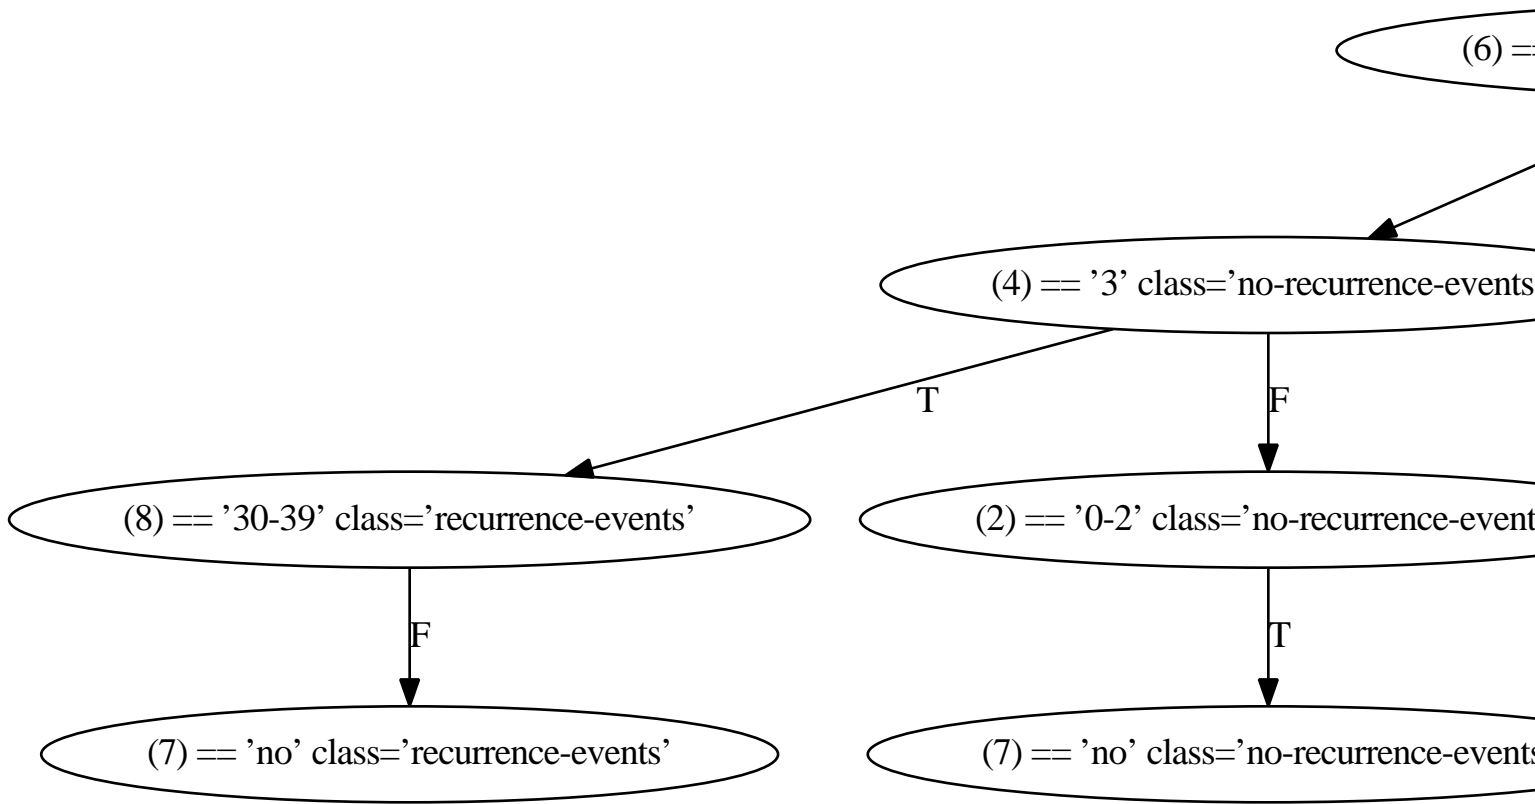 (6) ==
(4) == ’3’ class=’no-recurrence-events
T
F
(8) == ’30-39’ class=’recurrence-events’
(2) == ’0-2’ class=’no-recurrence-event
F
T
(7) == ’no’ class=’recurrence-events’
(7) == ’no’ class=’no-recurrence-events